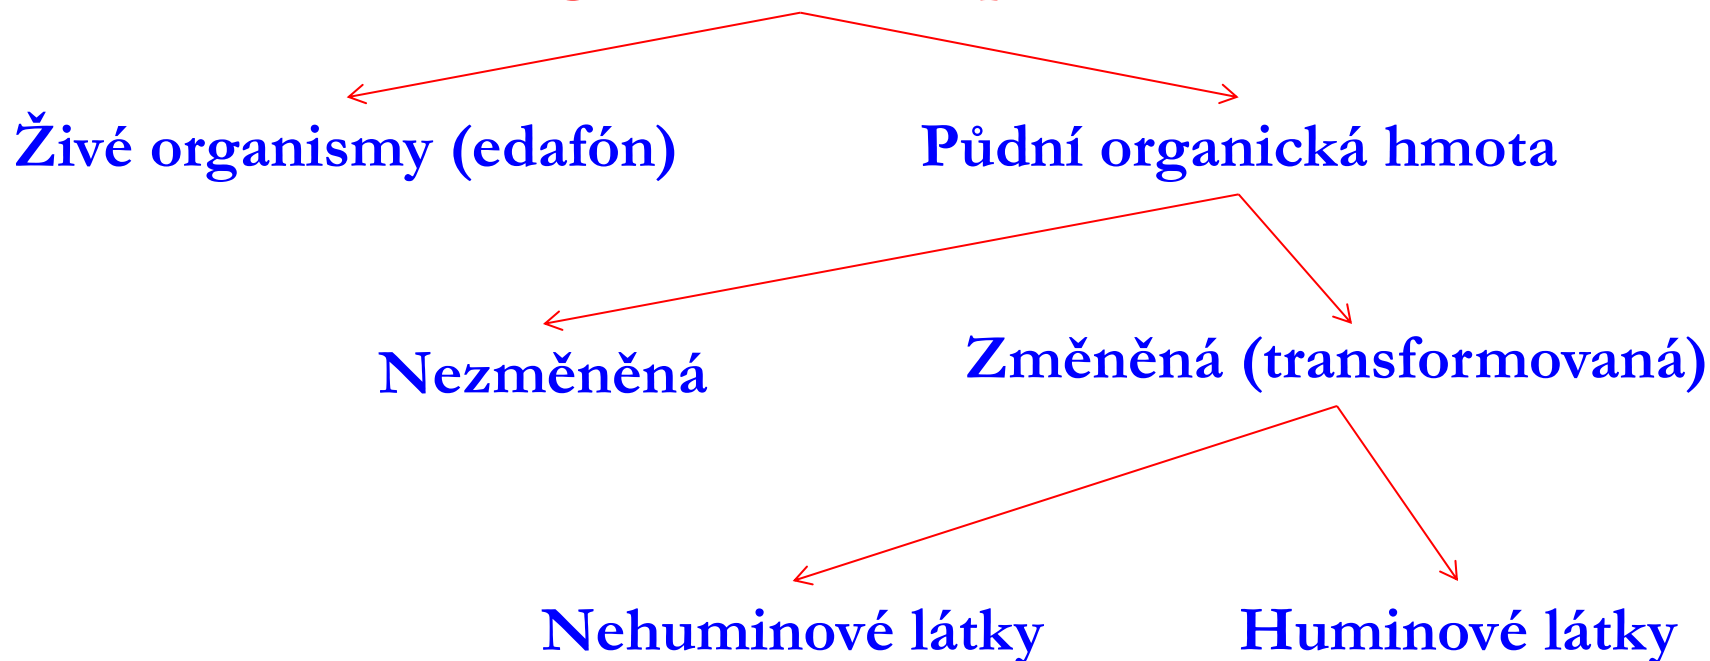 Živé organismy (edafón)
Půdní organická hmota
Nezměněná
Změněná (transformovaná)
Nehuminové látky
Huminové látky